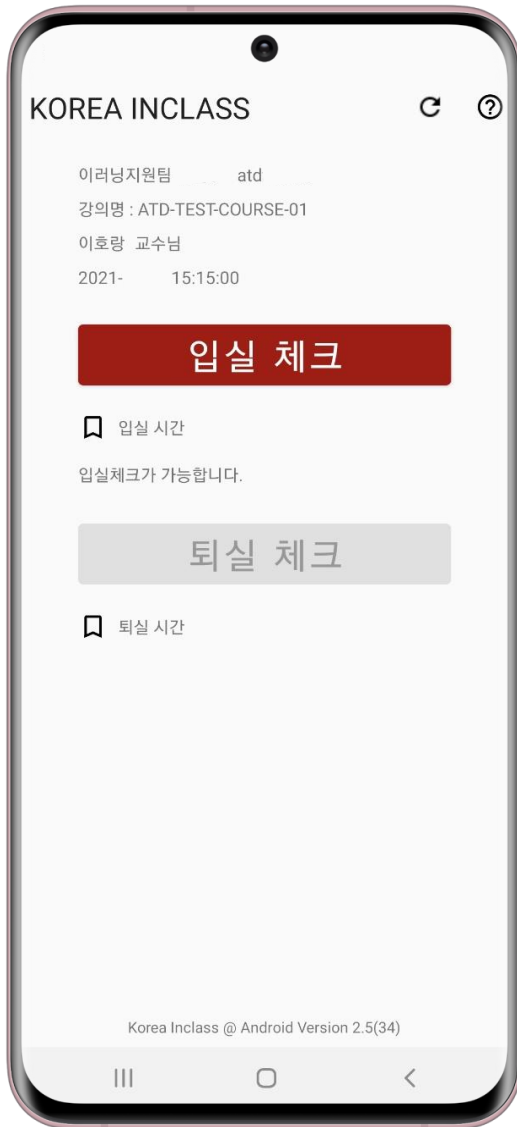 KOREA INCLASS
이러닝지원팀 atd
강의명 : ATD-TEST-COURSE-01
이호랑 교수님
2021- 15:15:00
입실 체크
입실 시간
입실체크가 가능합니다.
퇴실 체크
퇴실 시간
Korea Inclass @ Android Version 2.5(34)